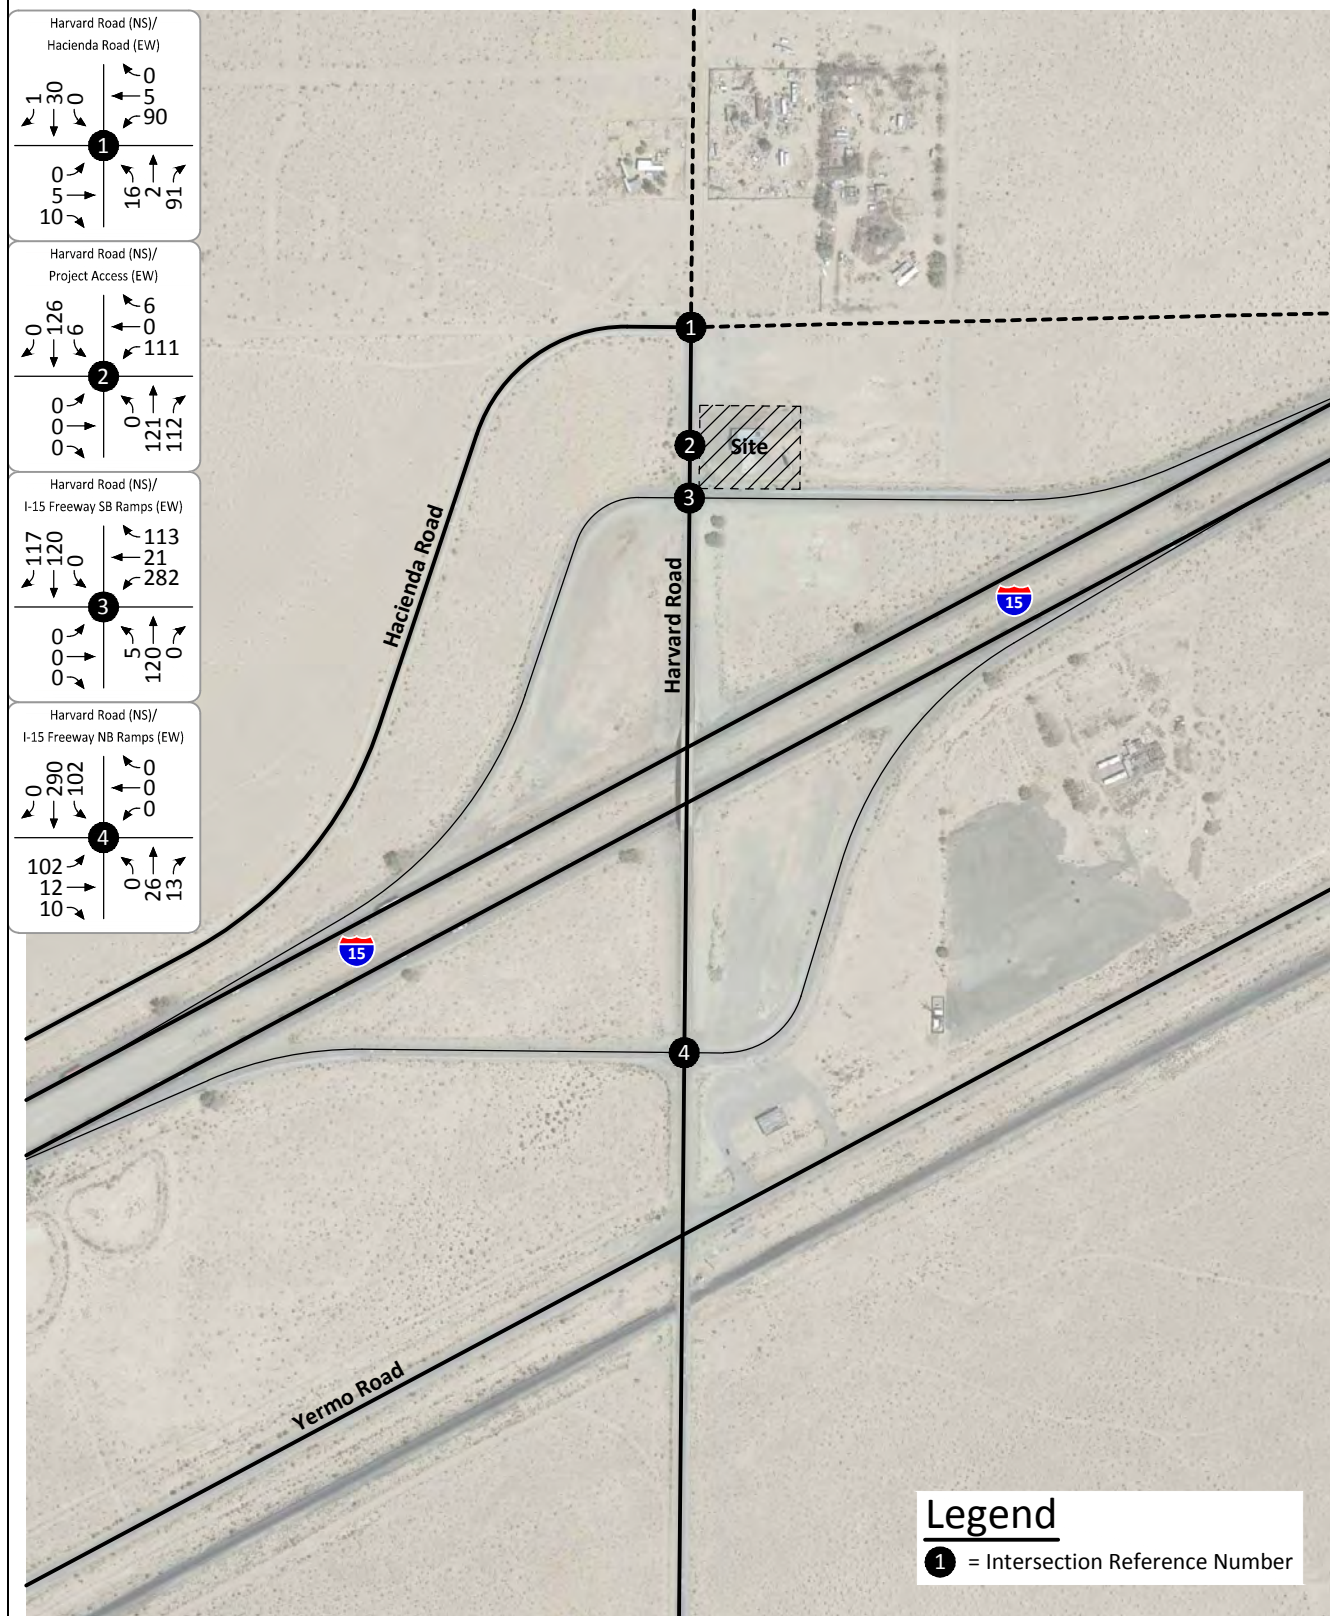 Harvard Road (NS)/
Hacienda Road (EW)
1 30 0
0
5
90
1
0
5
10
16 2 91
Harvard Road (NS)/
Project Access (EW)
0 126 6
6
0
111
2
0
0
0
0 121 112
Harvard Road (NS)/
I-15 Freeway SB Ramps (EW)
117 120 0
113
21
282
3
0
0
0
5 120 0
Harvard Road (NS)/
I-15 Freeway NB Ramps (EW)
0 290 102
0
0
0
4
102
12
10
0 26 13
1
2
Site
3
Hacienda Road
Harvard Road
15
15
4
Yermo Road
Legend
1 = Intersection Reference Number